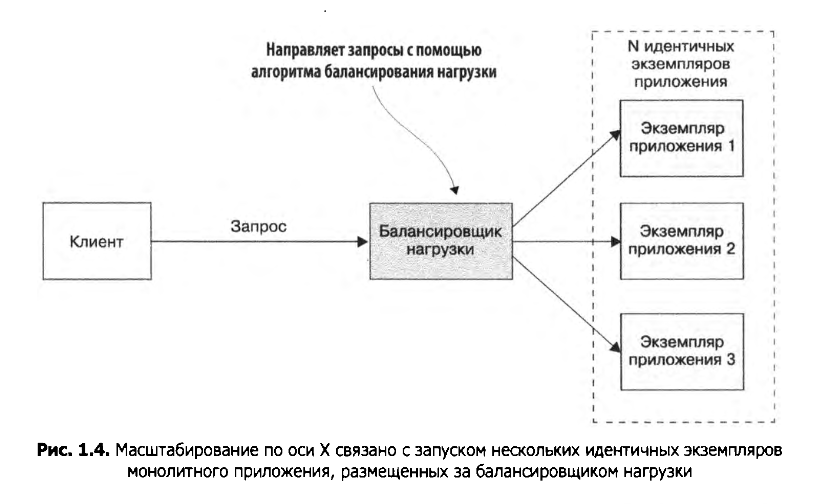 Направляет запросы с помощью
алгоритма балансирования нагрузки
N идентичных
экземпляров
приложения
Экземпляр
приложения 1
Клиент
Запрос
Балансировщик
нагрузки
Экземпляр
приложения 2
Экземпляр
приложения 3
Рис. 1.4. Масштабирование по оси X связано с запуском нескольких идентичных экземпляров
монолитного приложения, размещенных за балансировщиком нагрузки